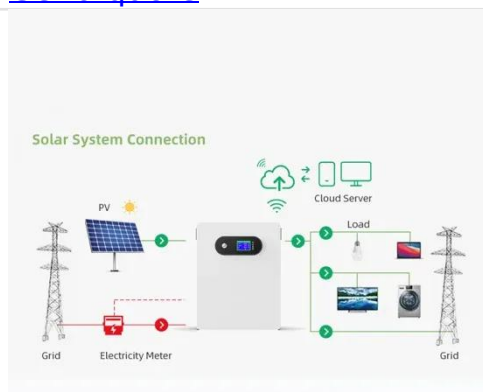 Solar System Connection
Cloud Server
PV
Load
Grid
Electricity Meter
Grid